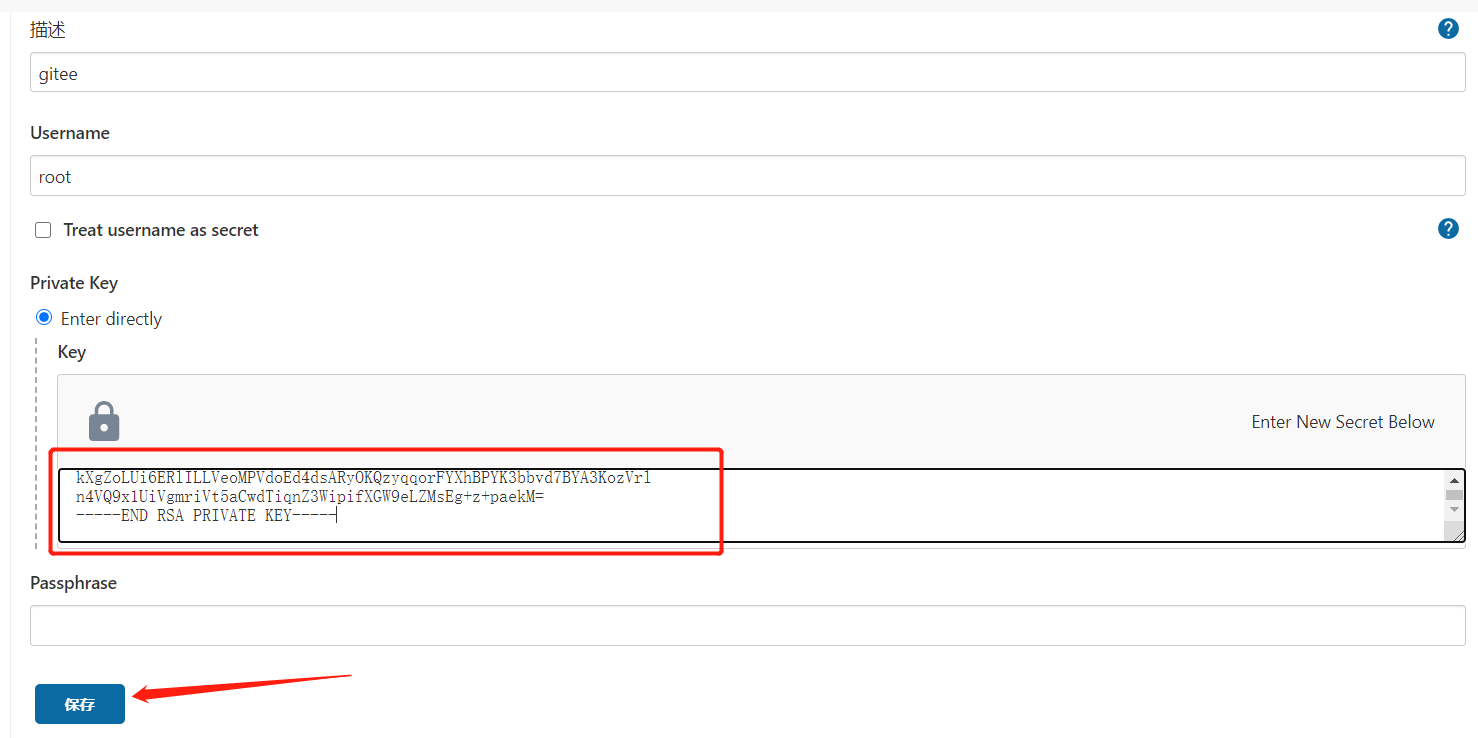 描述
gitee
Username
root
Treat username as secret
Private Key
Enter directly
Key
Enter New Secret Below
kXgZoLUi6ERlILLVeoMPVdoEd4dsARyOKQzyqqorFYXhBPYK3bbvd7BYA3KozVrl
n4VQ9x1UiVgmriVt5aCwdTiqnZ3WipifXGW9eLZMsEg+z+paekM=
-----END RSA PRIVATE KEY-----
Passphrase
保存